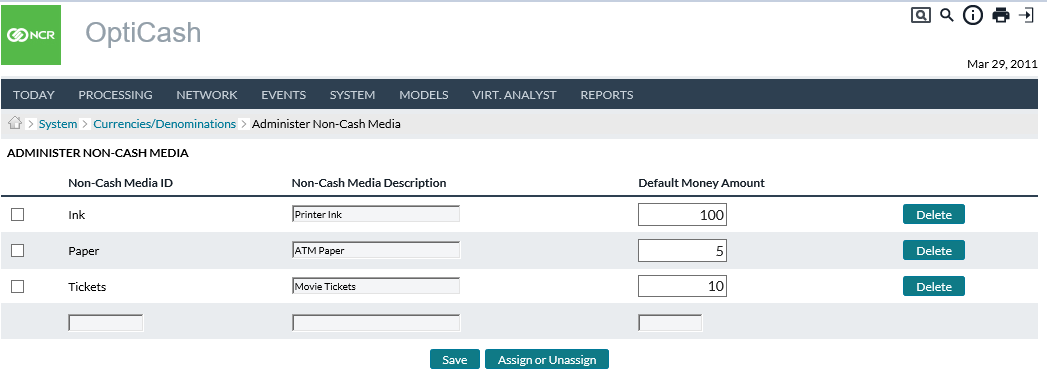 NCR OptiCash
Mar 29, 2011
TODAY PROCESSING NETWORK EVENTS SYSTEM MODELS VIRT. ANALYST REPORTS
> System > Currencies/Denominations > Administer Non-Cash Media
ADMINISTER NON-CASH MEDIA
Non-Cash Media ID Non-Cash Media Description Default Money Amount
Ink Printer Ink 100 Delete
Paper ATM Paper 5 Delete
Tickets Movie Tickets 10 Delete
Save Assign or Unassign